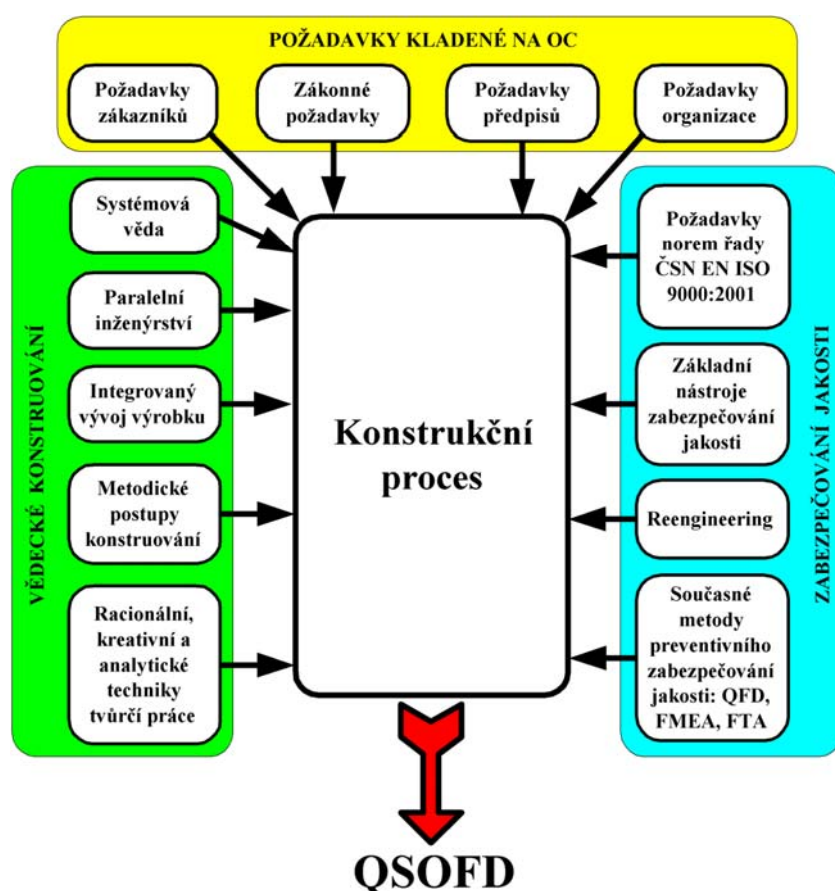 POŽADAVKY KLADENÉ NA OC
Požadavky
zákazníků
Zákonné
požadavky
Požadavky
předpisů
Požadavky
organizace
VĚDECKÉ KONSTRUOVÁNÍ
Systémová
věda
Paralelní
inženýrství
Integrovaný
vývoj výrobku
Metodické
postupy
konstruování
Racionální,
kreativní a
analytické
techniky
tvůrčí práce
Konstrukční
proces
Požadavky
norem řady
ČSN EN ISO
9000:2001
Základní
nástroje
zabezpečování
jakosti
Reengineering
Současné
metody
preventivního
zabezpečování
jakosti: QFD,
FMEA, FTA
ZABEZPEČOVÁNÍ JAKOSTI
QSOFD